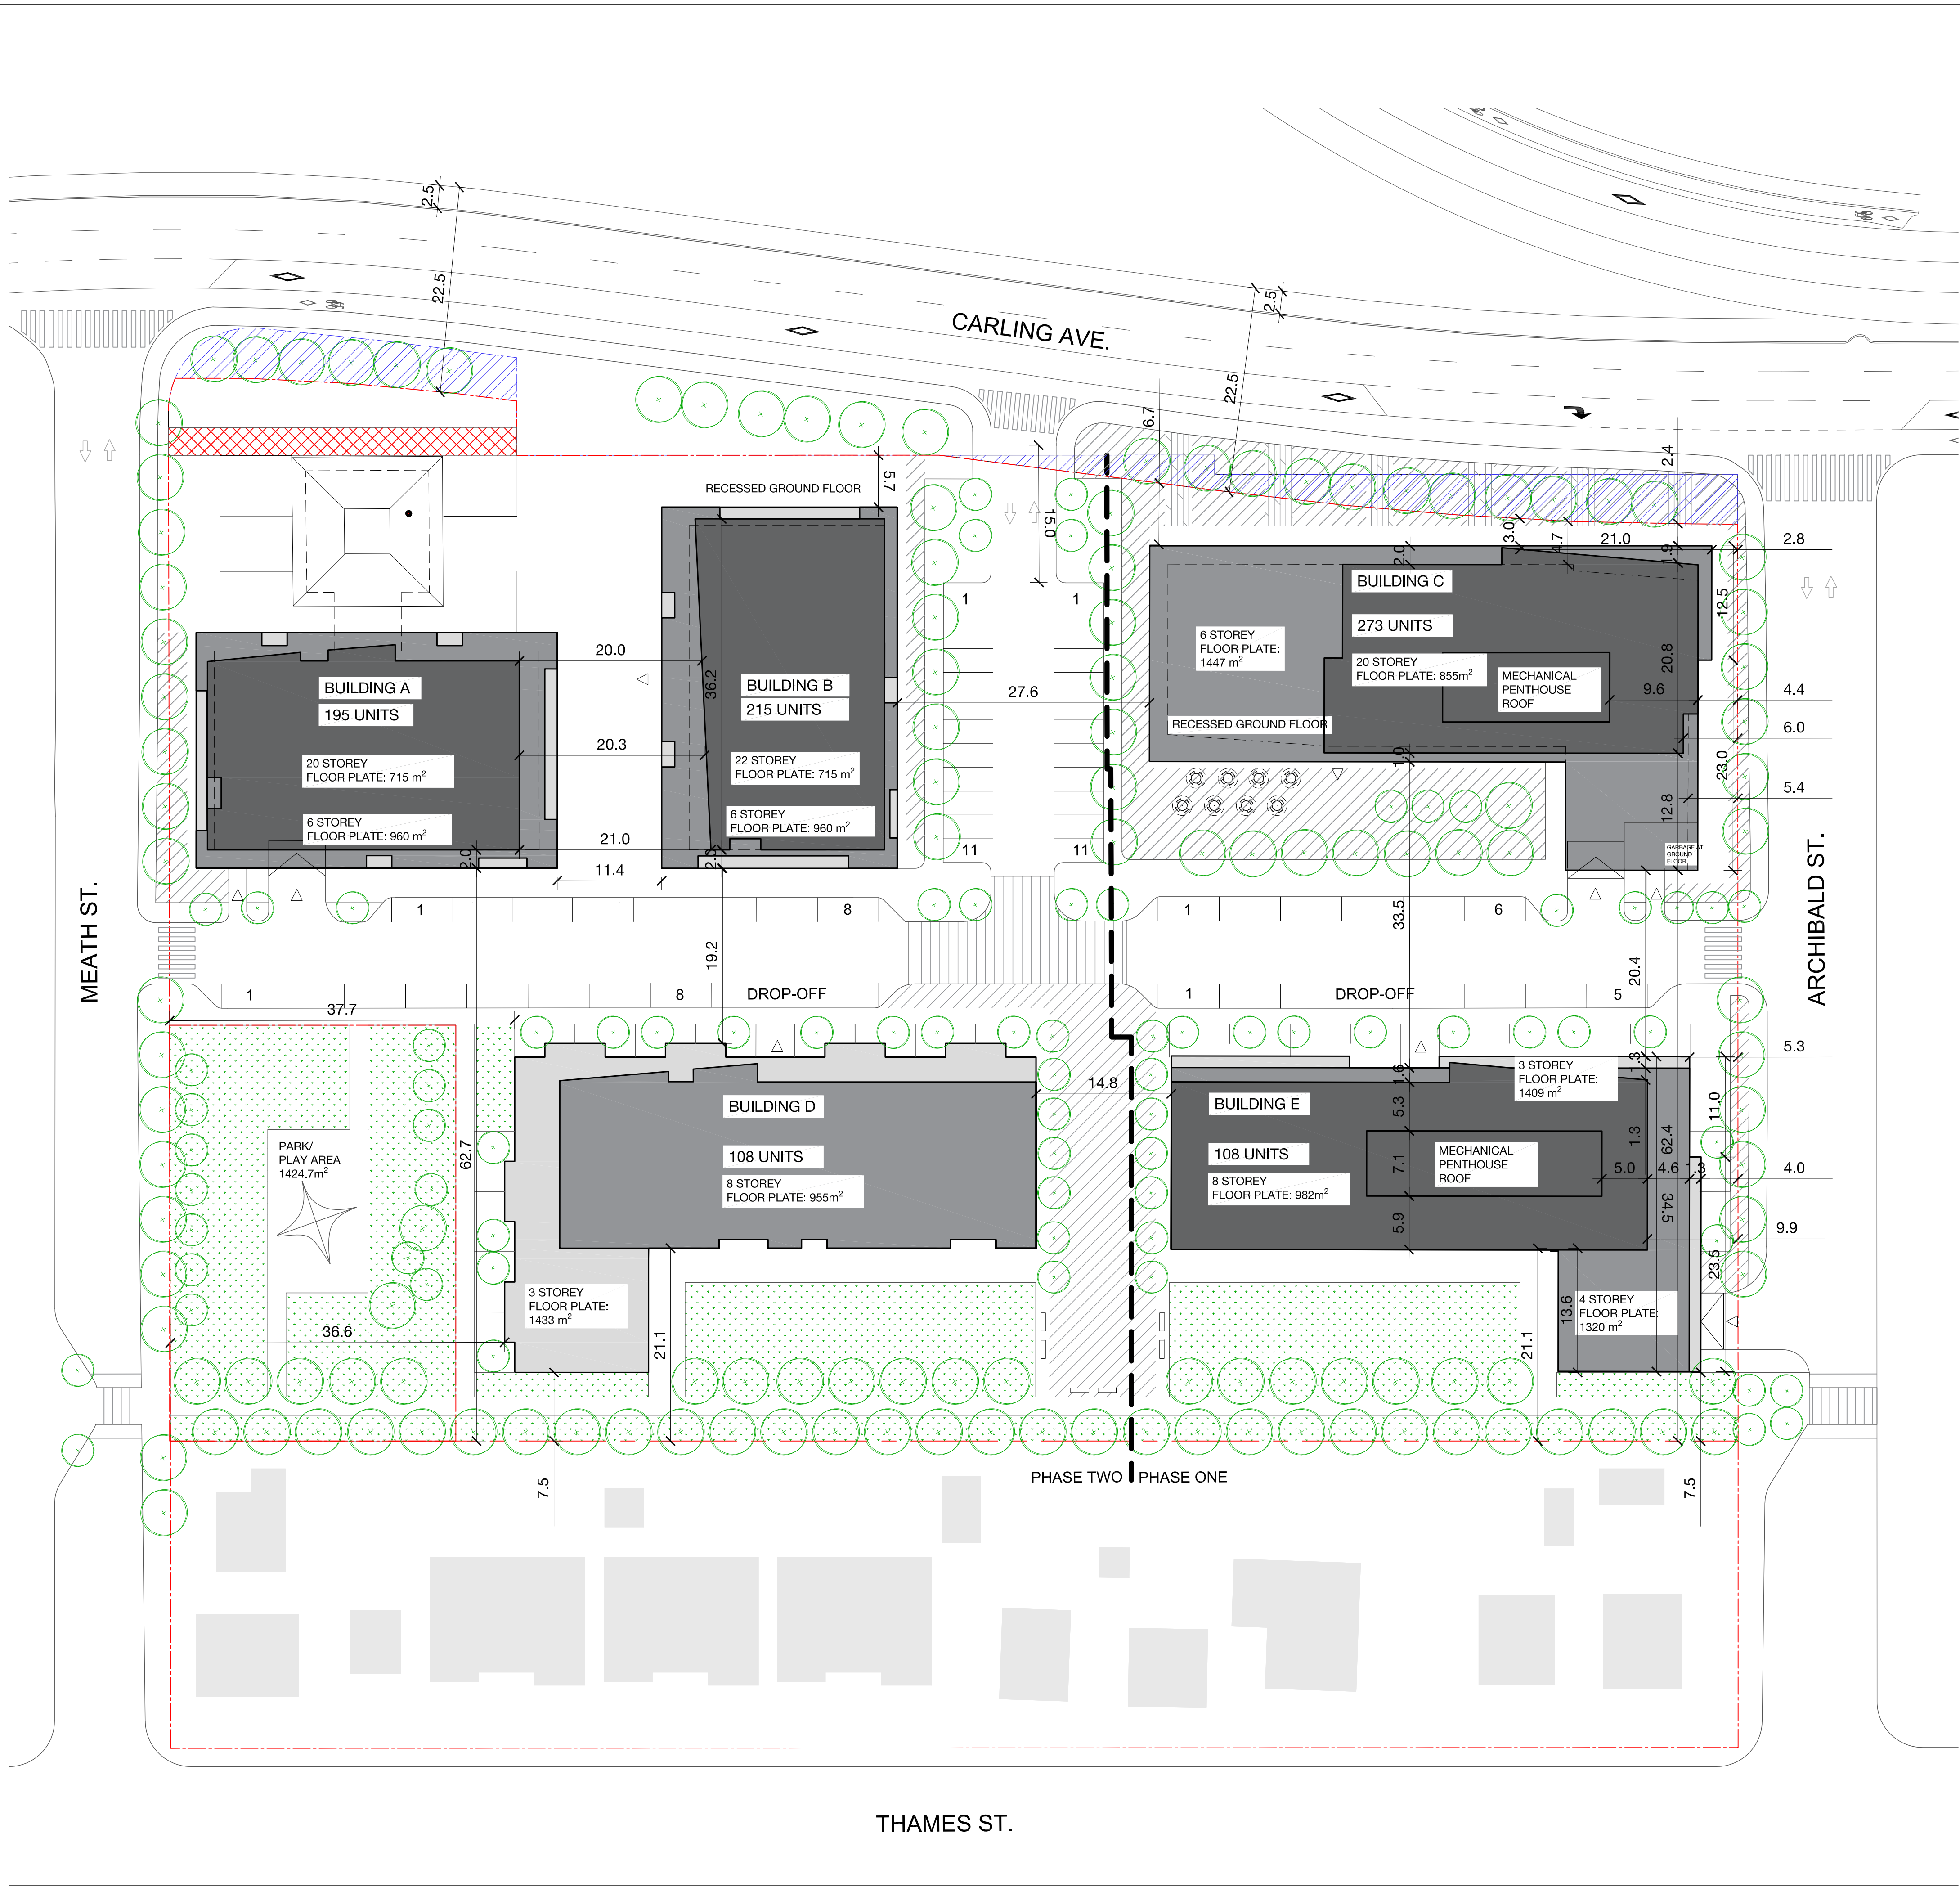 2.5
22.5
2.5
22.5
CARLING AVE.
6.7
2.4
5.7
RECESSED GROUND FLOOR
15.0
3.0
4.7
21.0
1.9
2.8
2.0
BUILDING C
273 UNITS
12.5
1
1
6 STOREY
FLOOR PLATE:
1447 m²
20 STOREY
FLOOR PLATE: 855m²
20.8
MECHANICAL
PENTHOUSE
ROOF
9.6
4.4
6.0
RECESSED GROUND FLOOR
1.0
23.0
5.4
12.8
GARBAGE AT
GROUND
FLOOR
20.0
36.2
27.6
BUILDING A
195 UNITS
BUILDING B
215 UNITS
20.3
20 STOREY
FLOOR PLATE: 715 m²
22 STOREY
FLOOR PLATE: 715 m²
6 STOREY
FLOOR PLATE: 960 m²
6 STOREY
FLOOR PLATE: 960 m²
21.0
2.0
11.4
11
11
MEATH ST.
ARCHIBALD ST.
1
8
1
33.5
6
19.2
20.4
1
8
DROP-OFF
1
DROP-OFF
5
37.7
5.3
14.8
1.6
1.3
3 STOREY
FLOOR PLATE:
1409 m²
BUILDING D
BUILDING E
5.3
11.0
1.3
62.4
PARK/
PLAY AREA
1424.7m²
62.7
108 UNITS
108 UNITS
7.1
MECHANICAL
PENTHOUSE
ROOF
5.0
4.6
1.3
4.0
8 STOREY
FLOOR PLATE: 955m²
8 STOREY
FLOOR PLATE: 982m²
5.9
34.5
9.9
23.5
3 STOREY
FLOOR PLATE:
1433 m²
13.6
4 STOREY
FLOOR PLATE:
1320 m²
36.6
21.1
21.1
7.5
PHASE TWO
PHASE ONE
7.5
THAMES ST.